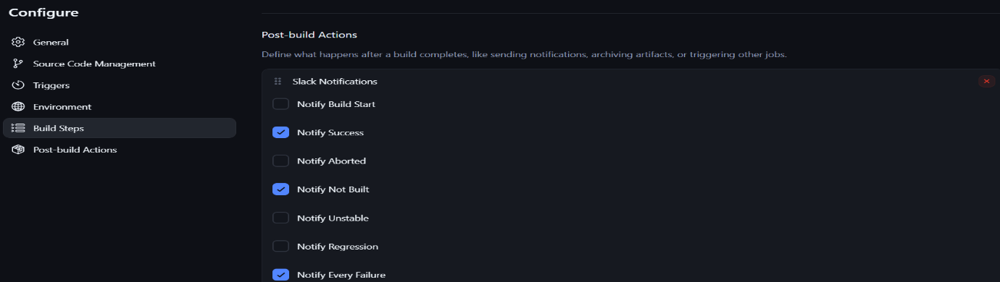 Configure
General
Source Code Management
Triggers
Environment
Build Steps
Post-build Actions
Post-build Actions
Define what happens after a build completes, like sending notifications, archiving artifacts, or triggering other jobs.
Slack Notifications
Notify Build Start
Notify Success
Notify Aborted
Notify Not Built
Notify Unstable
Notify Regression
Notify Every Failure